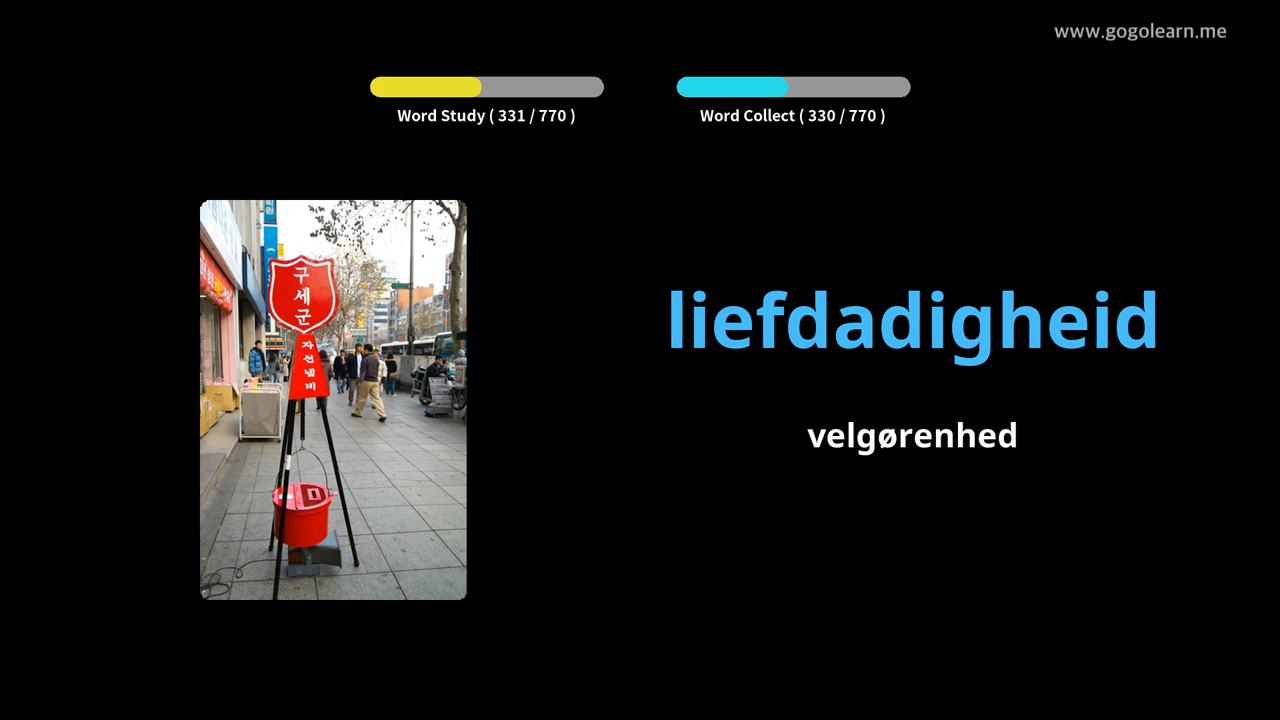 www.gogolearn.me
Word Study ( 331 / 770 )
Word Collect ( 330 / 770 )
구
세
군
자
선
냄
비
liefdadigheid
velgørenhed